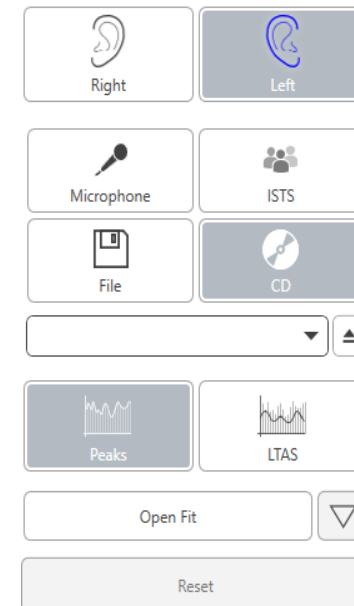 Right Left
Microphone ISTS
File CD
Peaks LTAS
Open Fit
Reset